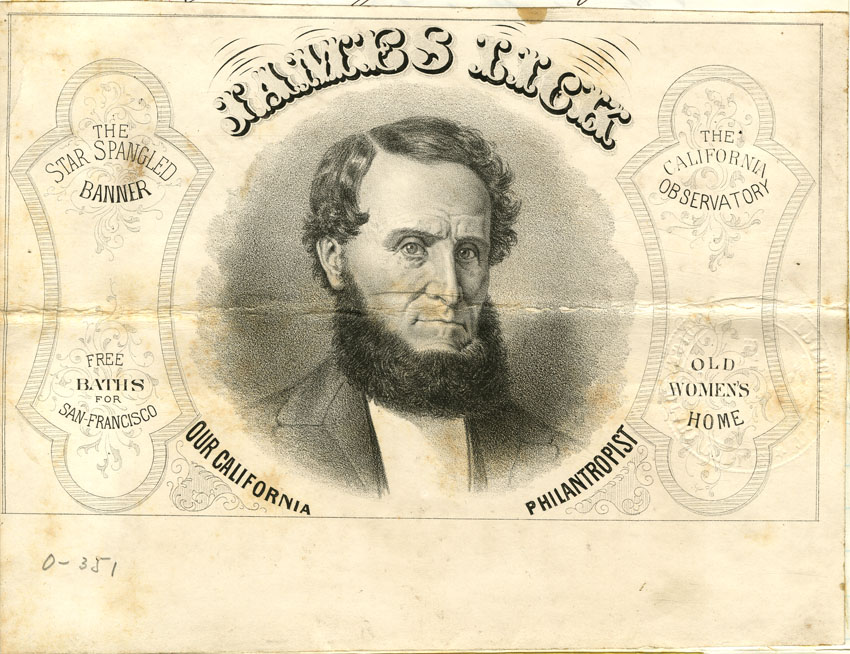 JAMES LICK
THE
STAR SPANGLED
BANNER
THE
CALIFORNIA
OBSERVATORY
FREE
BATHS
FOR
SAN-FRANCISCO
OLD
WOMEN'S
HOME
OUR CALIFORNIA
PHILANTROPIST
0-351